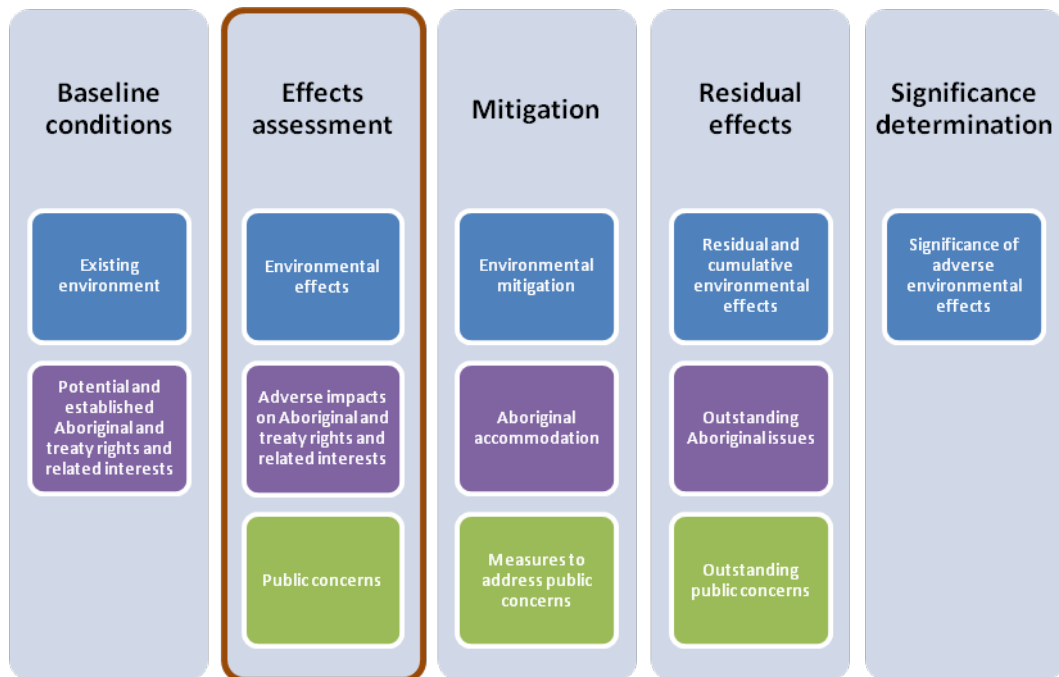 Baseline
conditions
Existing
environment
Potential and
established
Aboriginal and
treaty rights and
related interests
Effects
assessment
Environmental
effects
Adverse impacts
on Aboriginal and
treaty rights and
related interests
Public concerns
Mitigation
Environmental
mitigation
Aboriginal
accommodation
Measures to
address public
concerns
Residual
effects
Residual and
cumulative
environmental
effects
Outstanding
Aboriginal issues
Outstanding
public concerns
Significance
determination
Significance of
adverse
environmental
effects